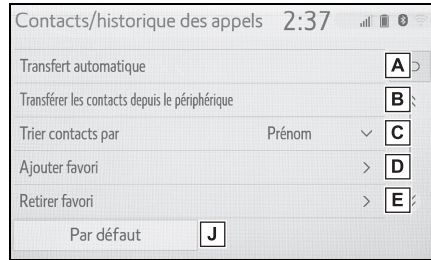 Contacts/historique des appels 2:37
Transfert automatique A
Transférer les contacts depuis le périphérique B
Trier contacts par Prénom C
Ajouter favori D
Retirer favori E
Par défaut J